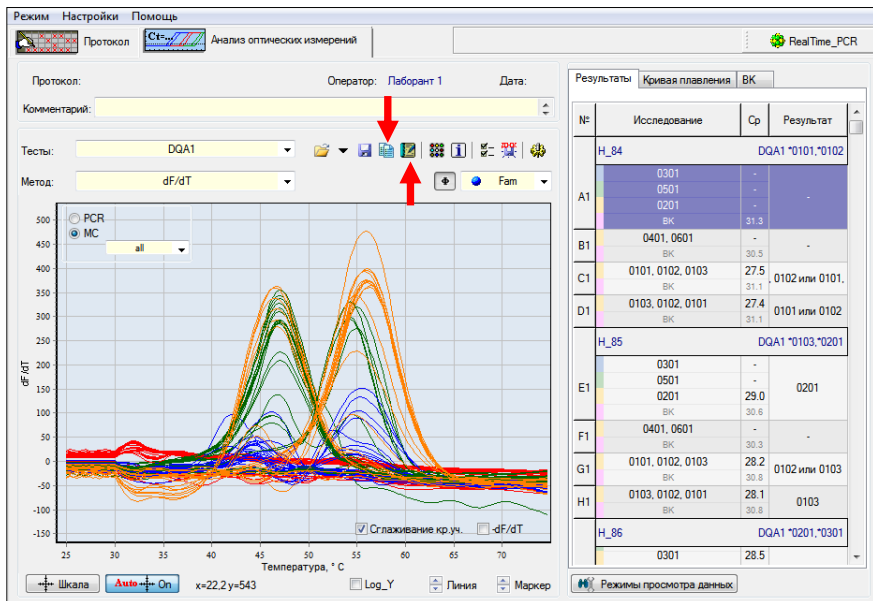 Режим Настройки Помощь
Протокол
Ct=...
Анализ оптических измерений
RealTime_PCR
Протокол: Оператор: Лаборант 1 Дата:
Комментарий:
Тесты: DQA1
Метод: dF/dT
Fam
PCR
MC
all
dF/dT
500
450
400
350
300
250
200
150
100
50
0
-50
-100
-150
25 30 35 40 45 50 55 60 65 70
Температура, ° C
Сглаживание кр.уч. -dF/dT
Шкала Auto On x=22,2 y=543 Log_Y Линия Маркер
Результаты Кривая плавления ВК
№ Исследование Ср Результат
H_84 DQA1 *0101,*0102
A1
0301 -
0501 -
0201 -
ВК 31.3
-
B1
0401, 0601 -
ВК 30.5
-
C1
0101, 0102, 0103 27.5
ВК 31.1
, 0102 или 0101,
D1
0103, 0102, 0101 27.4
ВК 31.1
0101 или 0102
H_85 DQA1 *0103,*0201
E1
0301 -
0501 -
0201 29.0
ВК 30.6
0201
F1
0401, 0601 -
ВК 30.3
-
G1
0101, 0102, 0103 28.2
ВК 30.8
0102 или 0103
H1
0103, 0102, 0101 28.1
ВК 30.8
0103
H_86 DQA1 *0201,*0301
0301 28.5
Режимы просмотра данных